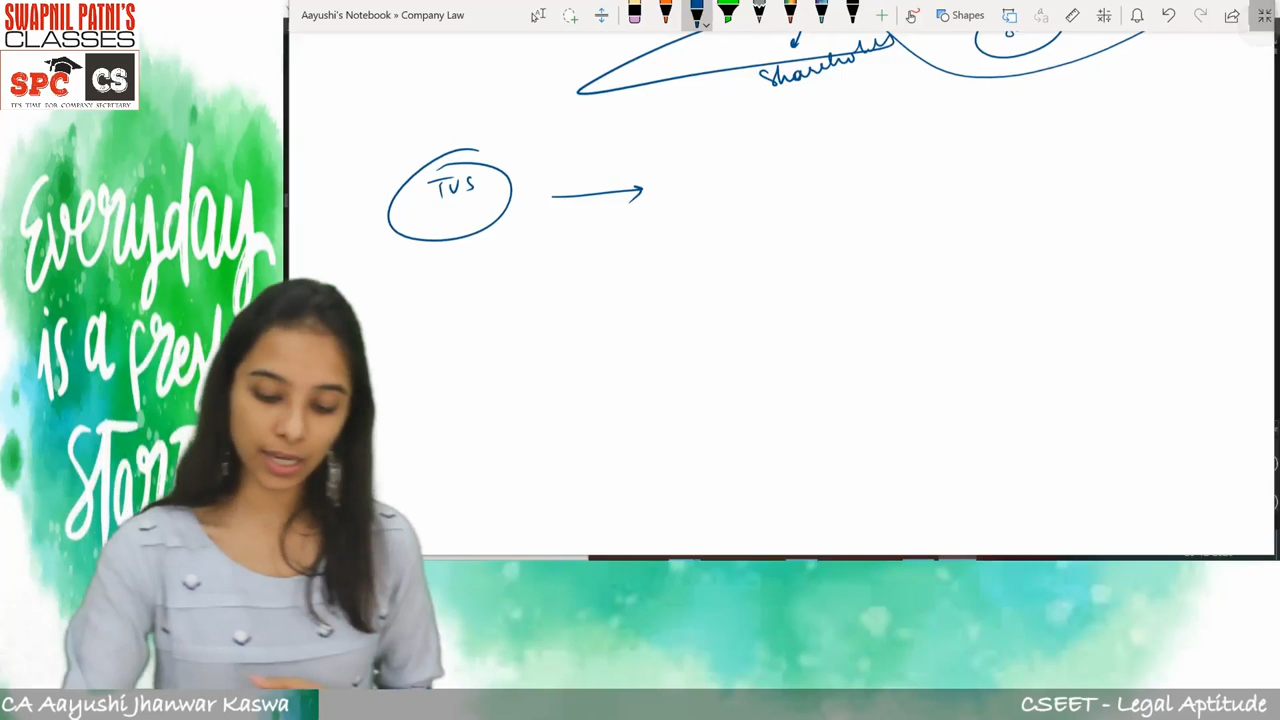 SWAPNIL PATNI'S
CLASSES
SPC CS
IT'S TIME FOR COMPANY SECRETARY
Aayushi's Notebook » Company Law
Shapes
TVS
Everyday
is a
CA Aayushi Jhanwar Kaswa
CSEET - Legal Aptitude